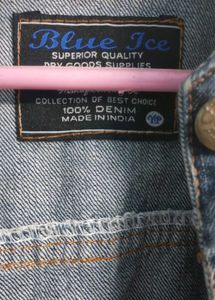 Blue Ice
SUPERIOR QUALITY
DRY GOODS SUPPLIES
COLLECTION OF BEST CHOICE
100% DENIM
MADE IN INDIA